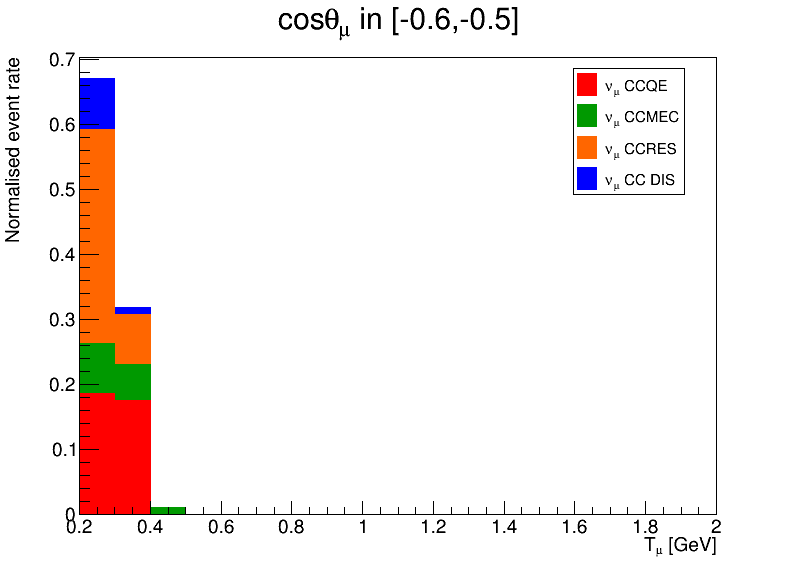 cosθμ in [-0.6,-0.5]
Normalised event rate
0.7
0.6
0.5
0.4
0.3
0.2
0.1
0
νμ CCQE
νμ CCMEC
νμ CCRES
νμ CC DIS
0.2 0.4 0.6 0.8 1 1.2 1.4 1.6 1.8 2
Tμ [GeV]